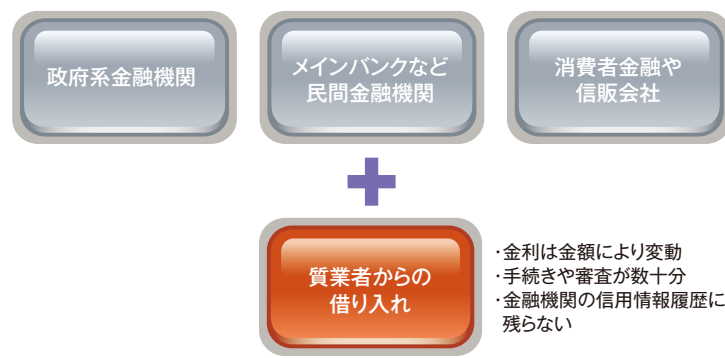 政府系金融機関
メインバンクなど
民間金融機関
消費者金融や
信販会社
質業者からの
借り入れ
・金利は金額により変動
・手続きや審査が数十分
・金融機関の信用情報履歴に
残らない